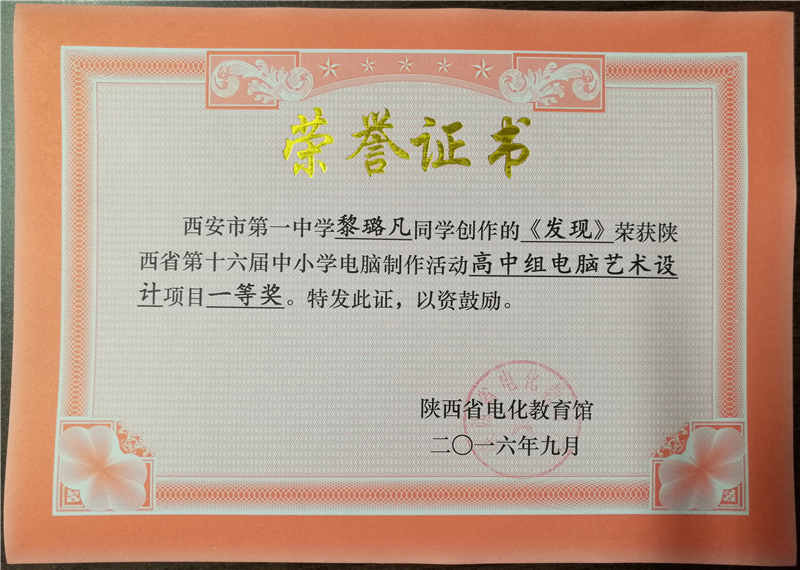 荣誉证书
西安市第一中学黎璐凡同学创作的《发现》荣获陕
西省第十六届中小学电脑制作活动高中组电脑艺术设
计项目一等奖。特发此证，以资鼓励。
陕西省电化教育馆
二〇一六年九月